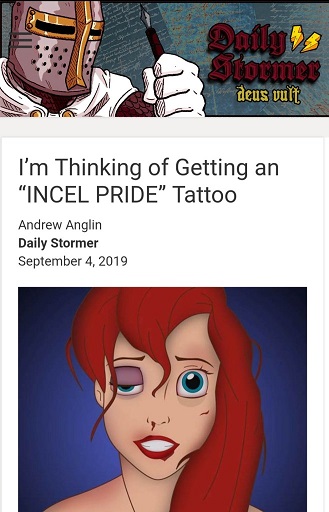 Daily
Stormer
deus vult
I'm Thinking of Getting an
“INCEL PRIDE” Tattoo
Andrew Anglin
Daily Stormer
September 4, 2019